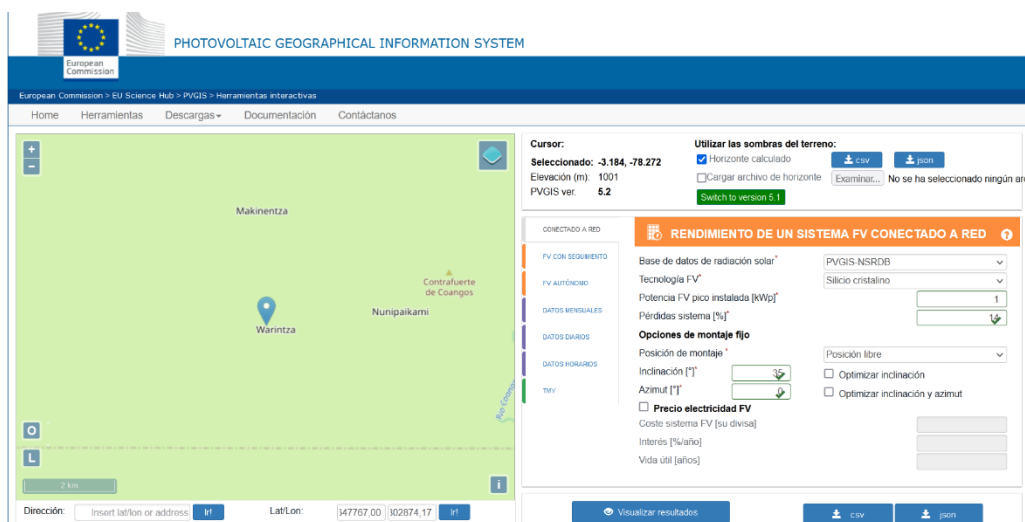 European
Commission
PHOTOVOLTAIC GEOGRAPHICAL INFORMATION SYSTEM
European Commission > EU Science Hub > PVGIS > Herramientas interactivas
Home Herramientas Descargas Documentación Contáctanos
+
−
Makinentza
Contrafuerte
de Coangos
Nunipaikami
Warintza
Río Coangos
O
L
2 km
i
Dirección: Insert lat/lon or address Ir! Lat/Lon: 347767,00 302874,17 Ir!
Cursor:
Seleccionado: -3.184, -78.272
Elevación (m): 1001
PVGIS ver. 5.2
Utilizar las sombras del terreno:
Horizonte calculado csv json
Cargar archivo de horizonte Examinar... No se ha seleccionado ningún
Switch to version 5.1
CONECTADO A RED
FV CON SEGUIMIENTO
FV AUTÓNOMO
DATOS MENSUALES
DATOS DIARIOS
DATOS HORARIOS
TMY
RENDIMIENTO DE UN SISTEMA FV CONECTADO A RED ?
Base de datos de radiación solar* PVGIS-NSRDB
Tecnología FV* Silicio cristalino
Potencia FV pico instalada [kWp]* 1
Pérdidas sistema [%]* 14
Opciones de montaje fijo
Posición de montaje * Posición libre
Inclinación [°]* 35 Optimizar inclinación
Azimut [°]* 0 Optimizar inclinación y azimut
Precio electricidad FV
Coste sistema FV [su divisa]
Interés [%/año]
Vida útil [años]
Visualizar resultados csv json